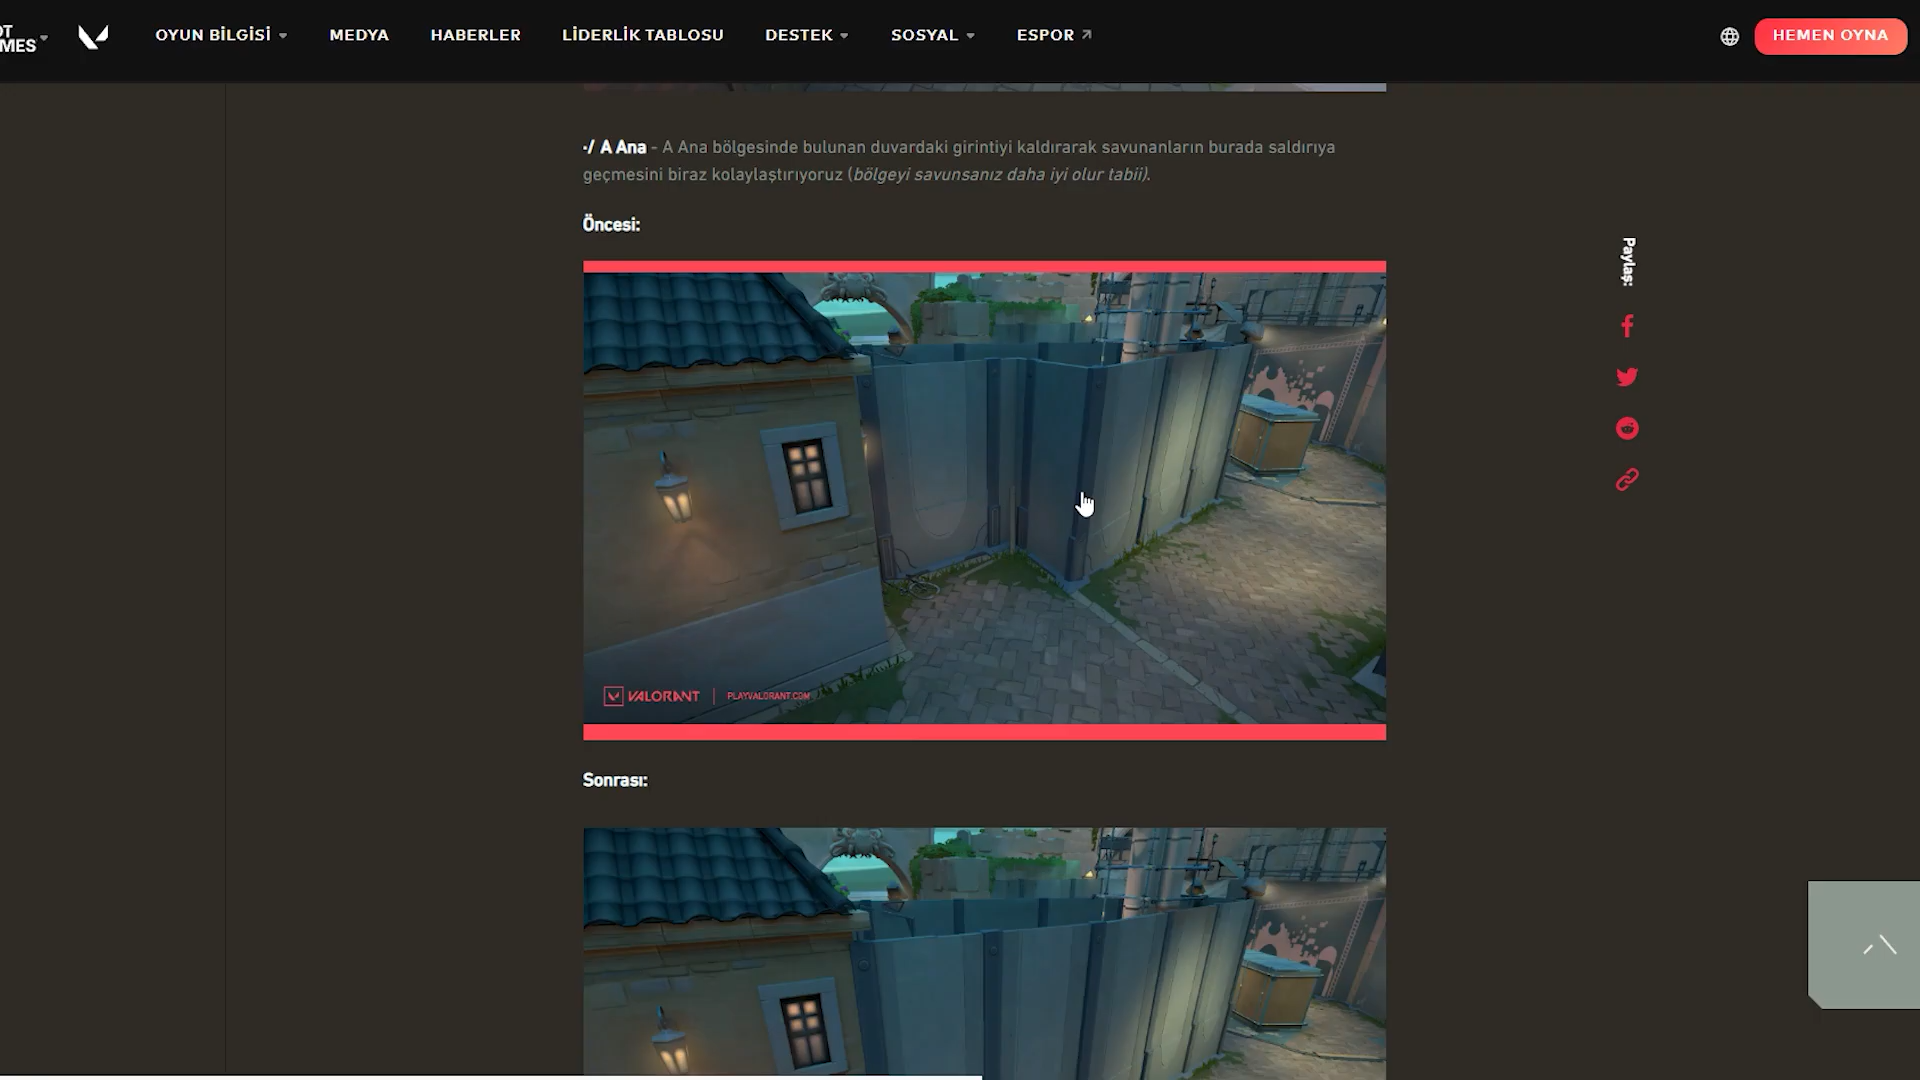 OT
MES
OYUN BİLGİSİ
MEDYA
HABERLER
LİDERLİK TABLOSU
DESTEK
SOSYAL
ESPOR
HEMEN OYNA
-/ A Ana - A Ana bölgesinde bulunan duvardaki girintiyi kaldırarak savunanların burada saldırıya
geçmesini biraz kolaylaştırıyoruz (bölgeyi savunsanız daha iyi olur tabii).
Öncesi:
Paylaş:
VALORANT | PLAYVALORANT.COM
Sonrası: